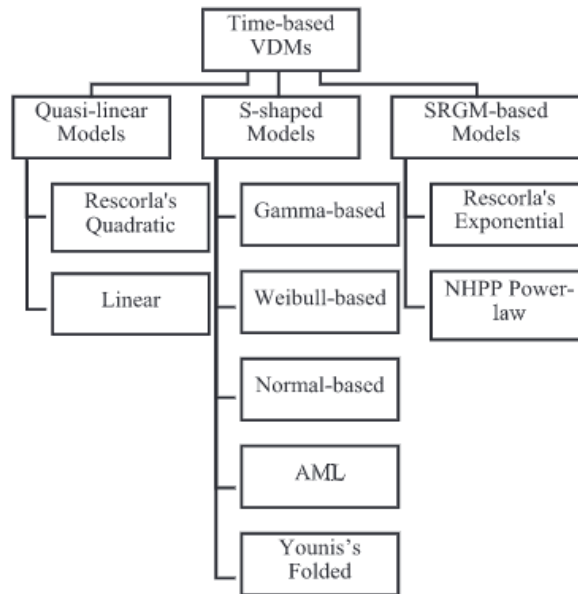 Time-based
VDMs
Quasi-linear
Models
S-shaped
Models
SRGM-based
Models
Rescorla's
Quadratic
Linear
Gamma-based
Weibull-based
Normal-based
AML
Younis’s
Folded
Rescorla's
Exponential
NHPP Power-
law